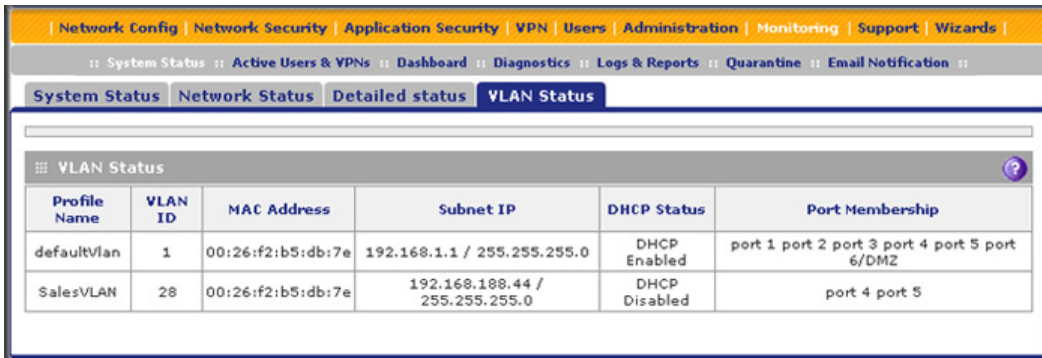 | Network Config | Network Security | Application Security | VPN | Users | Administration | Monitoring | Support | Wizards |
:: System Status :: Active Users & VPNs :: Dashboard :: Diagnostics :: Logs & Reports :: Quarantine :: Email Notification ::
System Status Network Status Detailed status VLAN Status
VLAN Status ?
Profile Name VLAN ID MAC Address Subnet IP DHCP Status Port Membership
defaultVlan 1 00:26:f2:b5:db:7e 192.168.1.1 / 255.255.255.0 DHCP Enabled port 1 port 2 port 3 port 4 port 5 port 6/DMZ
SalesVLAN 28 00:26:f2:b5:db:7e 192.168.188.44 / 255.255.255.0 DHCP Disabled port 4 port 5